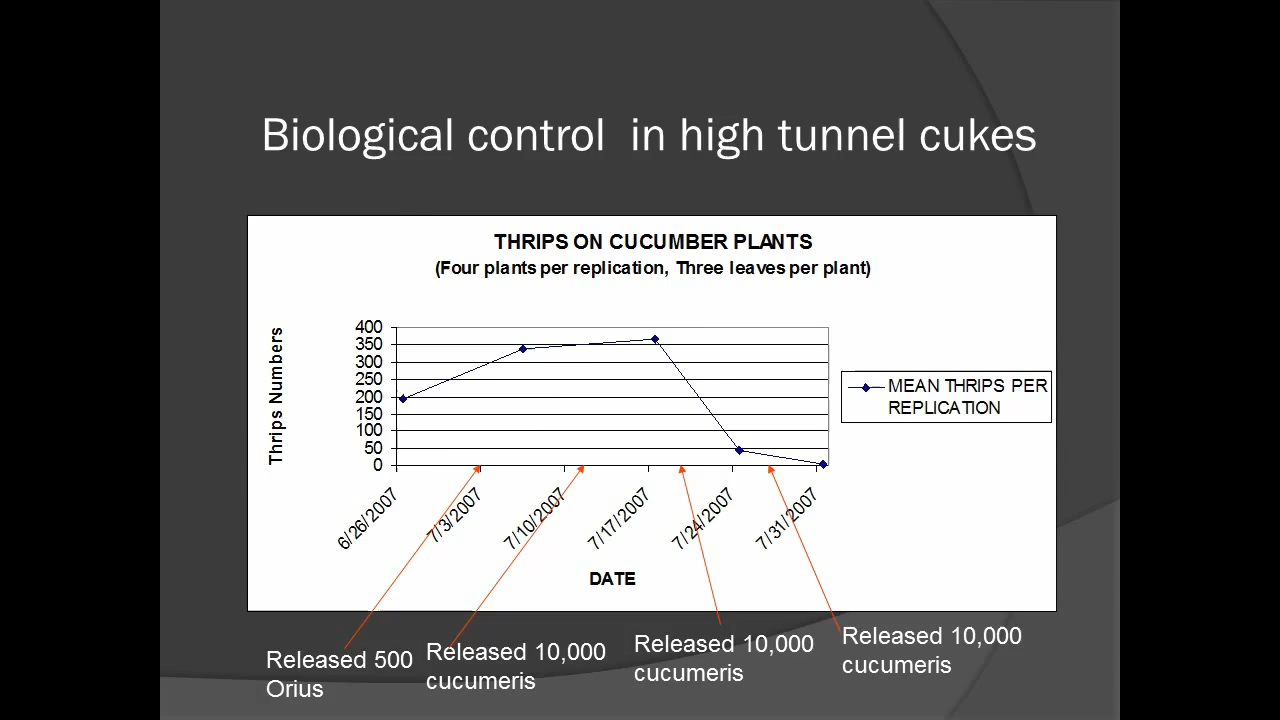 Biological control in high tunnel cukes
THRIPS ON CUCUMBER PLANTS
(Four plants per replication, Three leaves per plant)
Thrips Numbers
400
350
300
250
200
150
100
50
0
6/26/2007
7/3/2007
7/10/2007
7/17/2007
7/24/2007
7/31/2007
DATE
MEAN THRIPS PER
REPLICATION
Released 500
Orius
Released 10,000
cucumeris
Released 10,000
cucumeris
Released 10,000
cucumeris